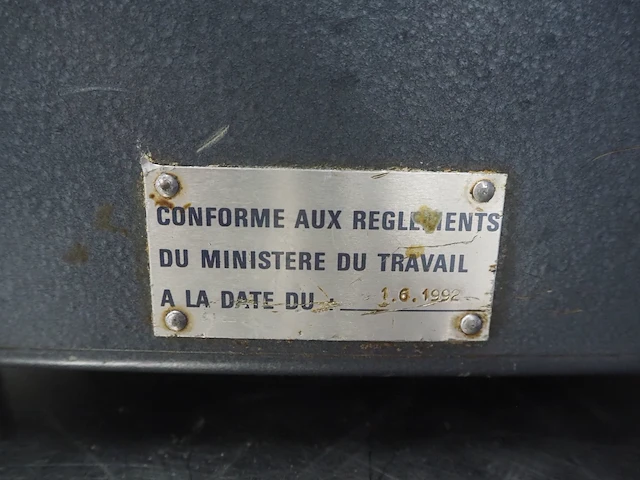 CONFORME AUX REGLEMENTS
DU MINISTERE DU TRAVAIL
A LA DATE DU : 1.6.1992